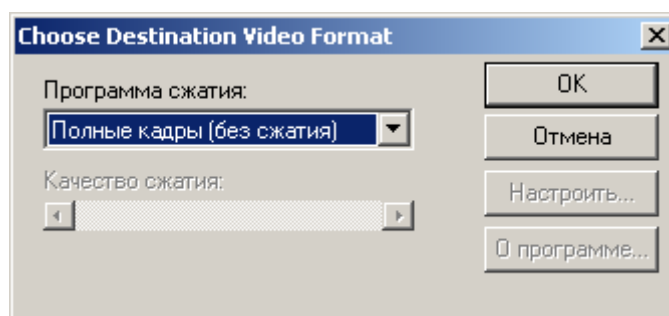 Choose Destination Video Format
Программа сжатия:
Полные кадры (без сжатия)
Качество сжатия:
OK
Отмена
Настроить...
О программе...